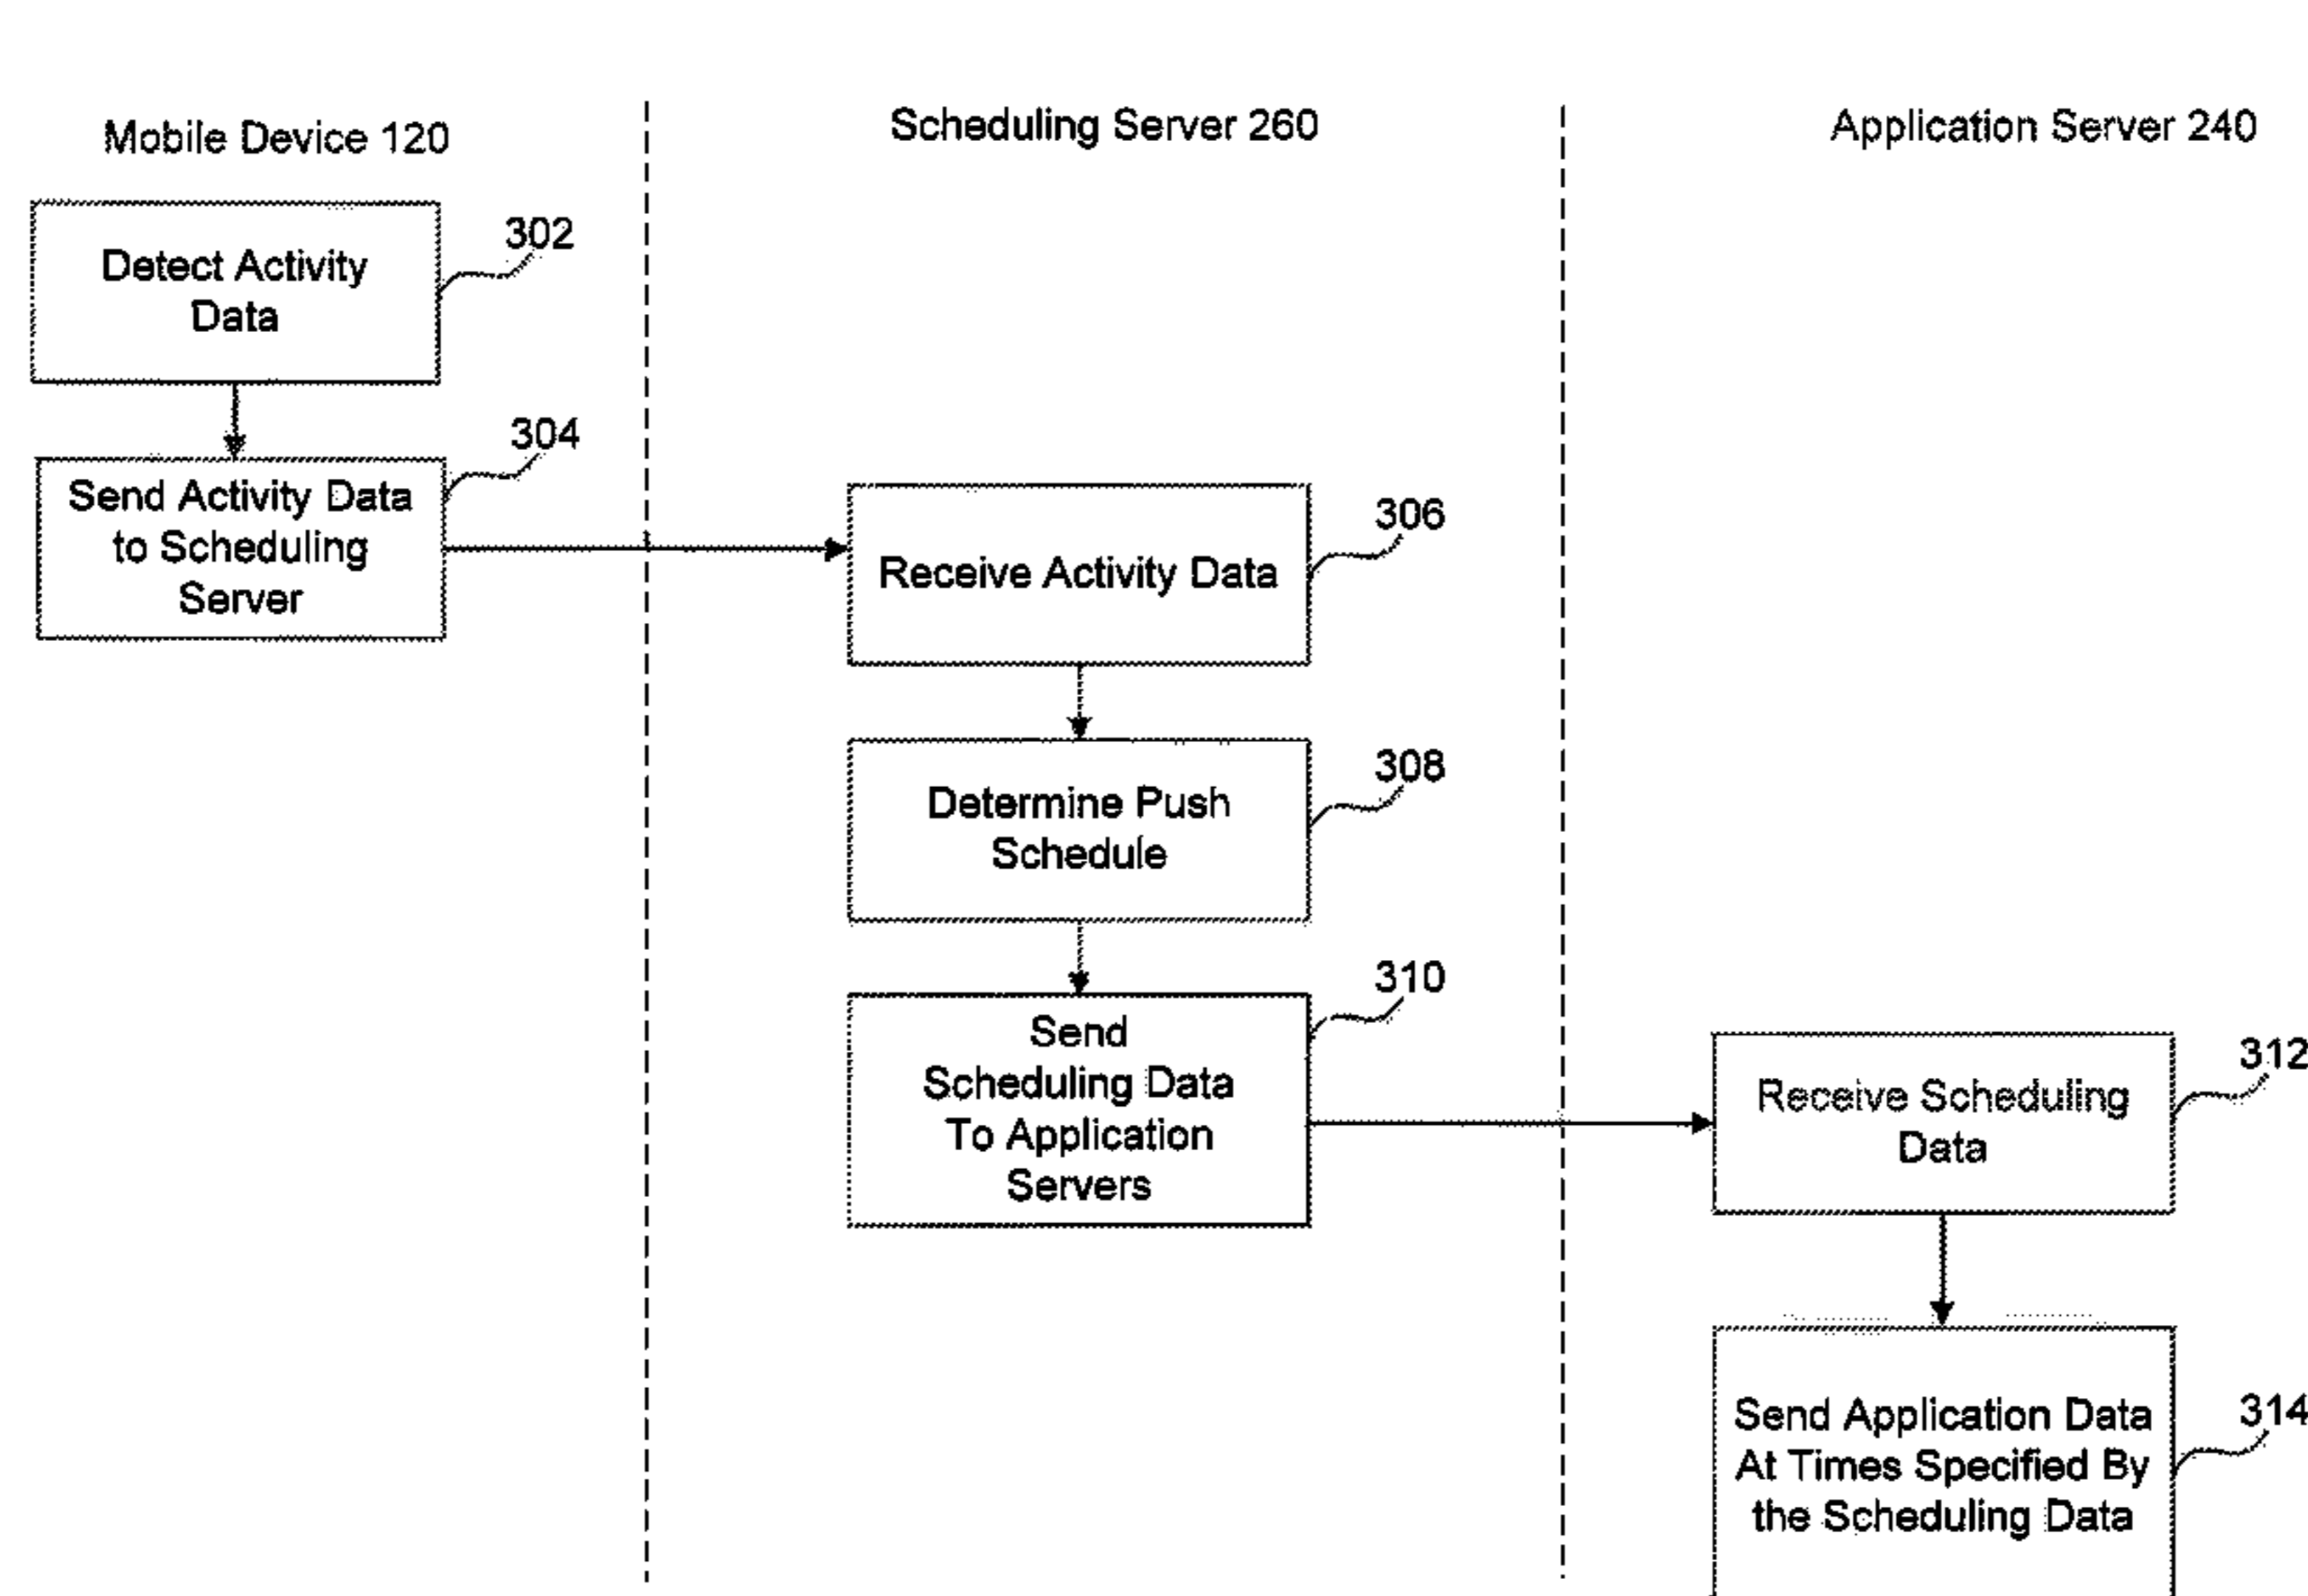 Mobile Device 120
Scheduling Server 260
Application Server 240
Detect Activity
Data
302
Send Activity Data
to Scheduling
Server
304
Receive Activity Data
306
Determine Push
Schedule
308
Send
Scheduling Data
To Application
Servers
310
Receive Scheduling
Data
312
Send Application Data
At Times Specified By
the Scheduling Data
314